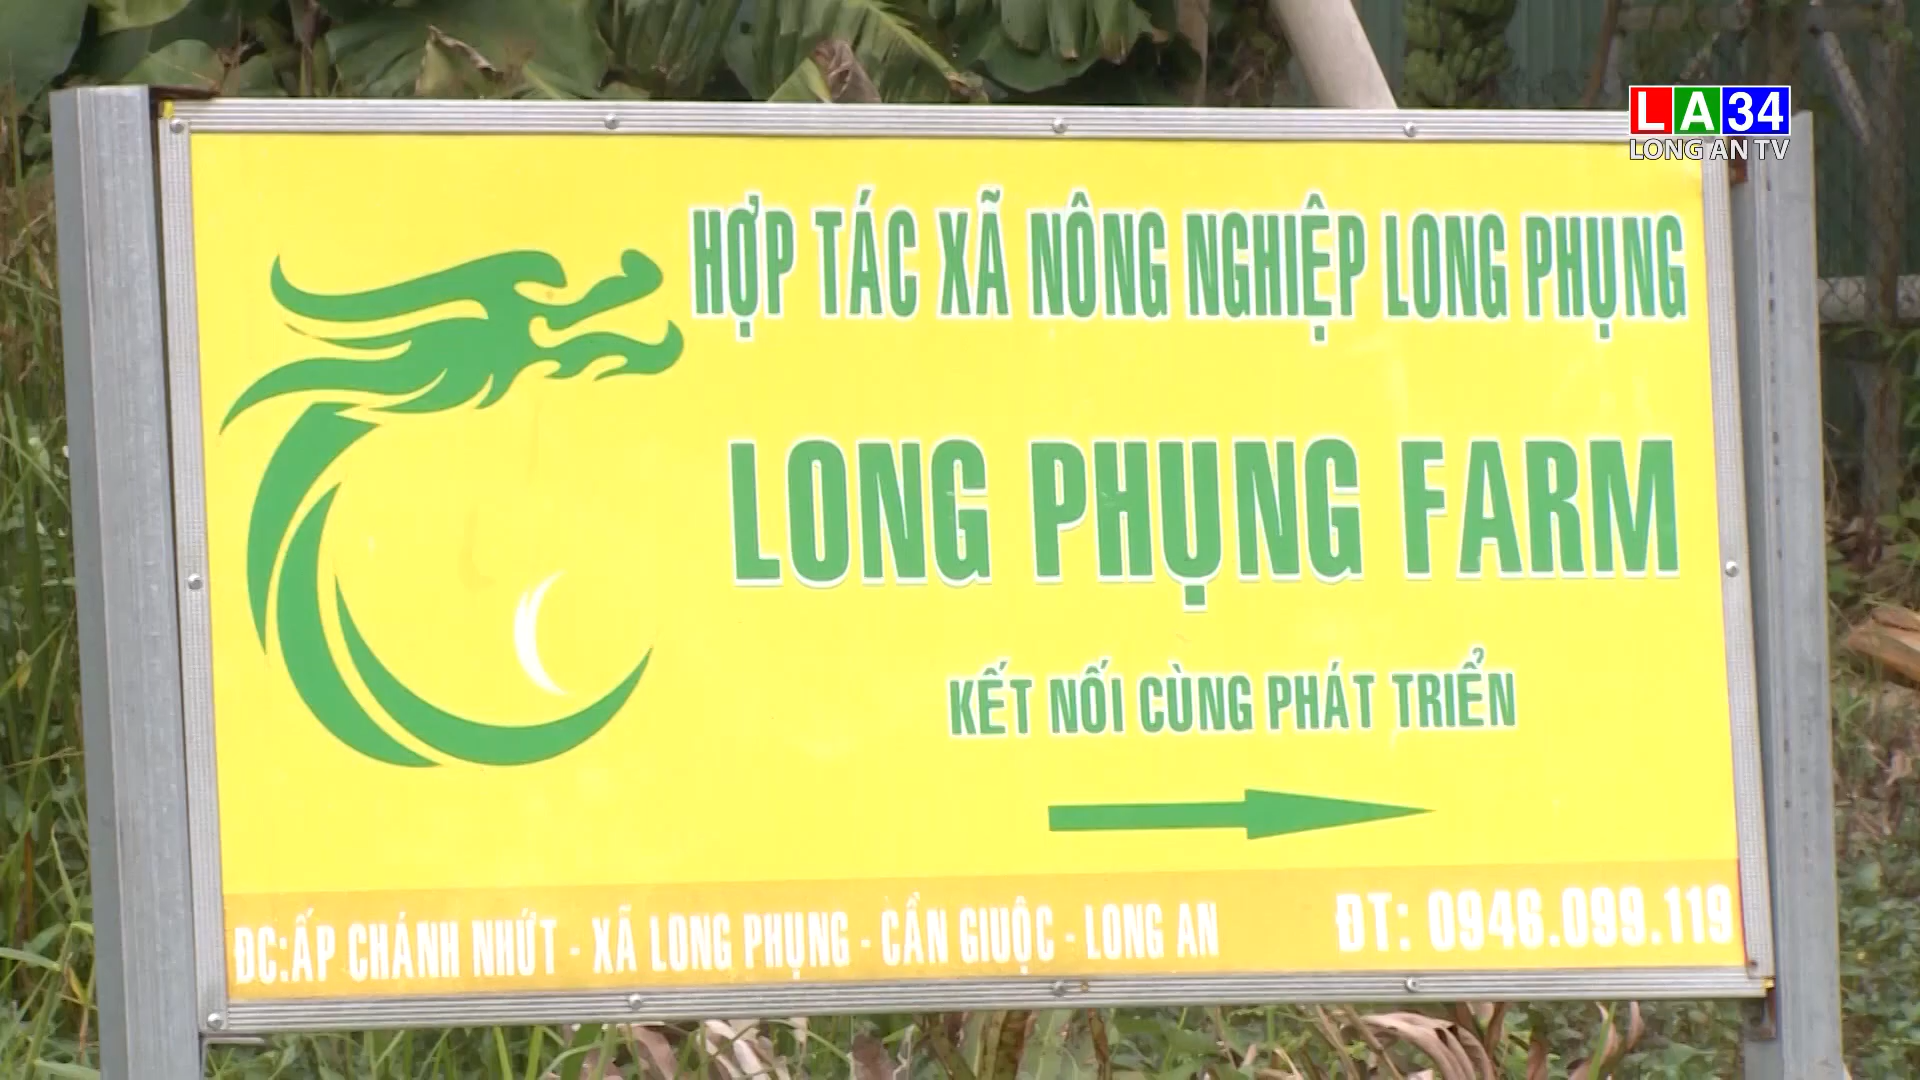 LA34
LONG AN TV
HỢP TÁC XÃ NÔNG NGHIỆP LONG PHỤNG
LONG PHỤNG FARM
KẾT NỐI CÙNG PHÁT TRIỂN
ĐC:ẤP CHÁNH NHỨT - XÃ LONG PHỤNG - CẦN GIUỘC - LONG AN
ĐT: 0946.099.119